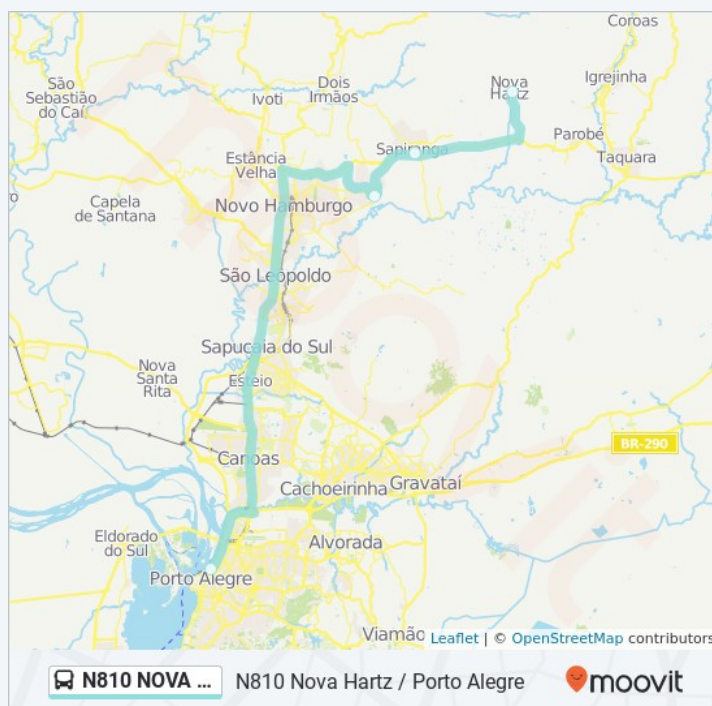 Coroas
São
Sebastião
do Caí
Dois
Irmãos
Ivoti
Nova
Hartz
Igrejinha
Parobé
Taquara
Sapiranga
Estância
Velha
Capela
de Santana
Novo Hamburgo
São Leopoldo
Sapucaia do Sul
Nova
Santa
Rita
Esteio
BR-290
Canoas
Cachoeirinha
Gravataí
Eldorado
do Sul
Alvorada
Porto Alegre
Viamão
Leaflet | © OpenStreetMap contributors
N810 NOVA ...
N810 Nova Hartz / Porto Alegre
moovit